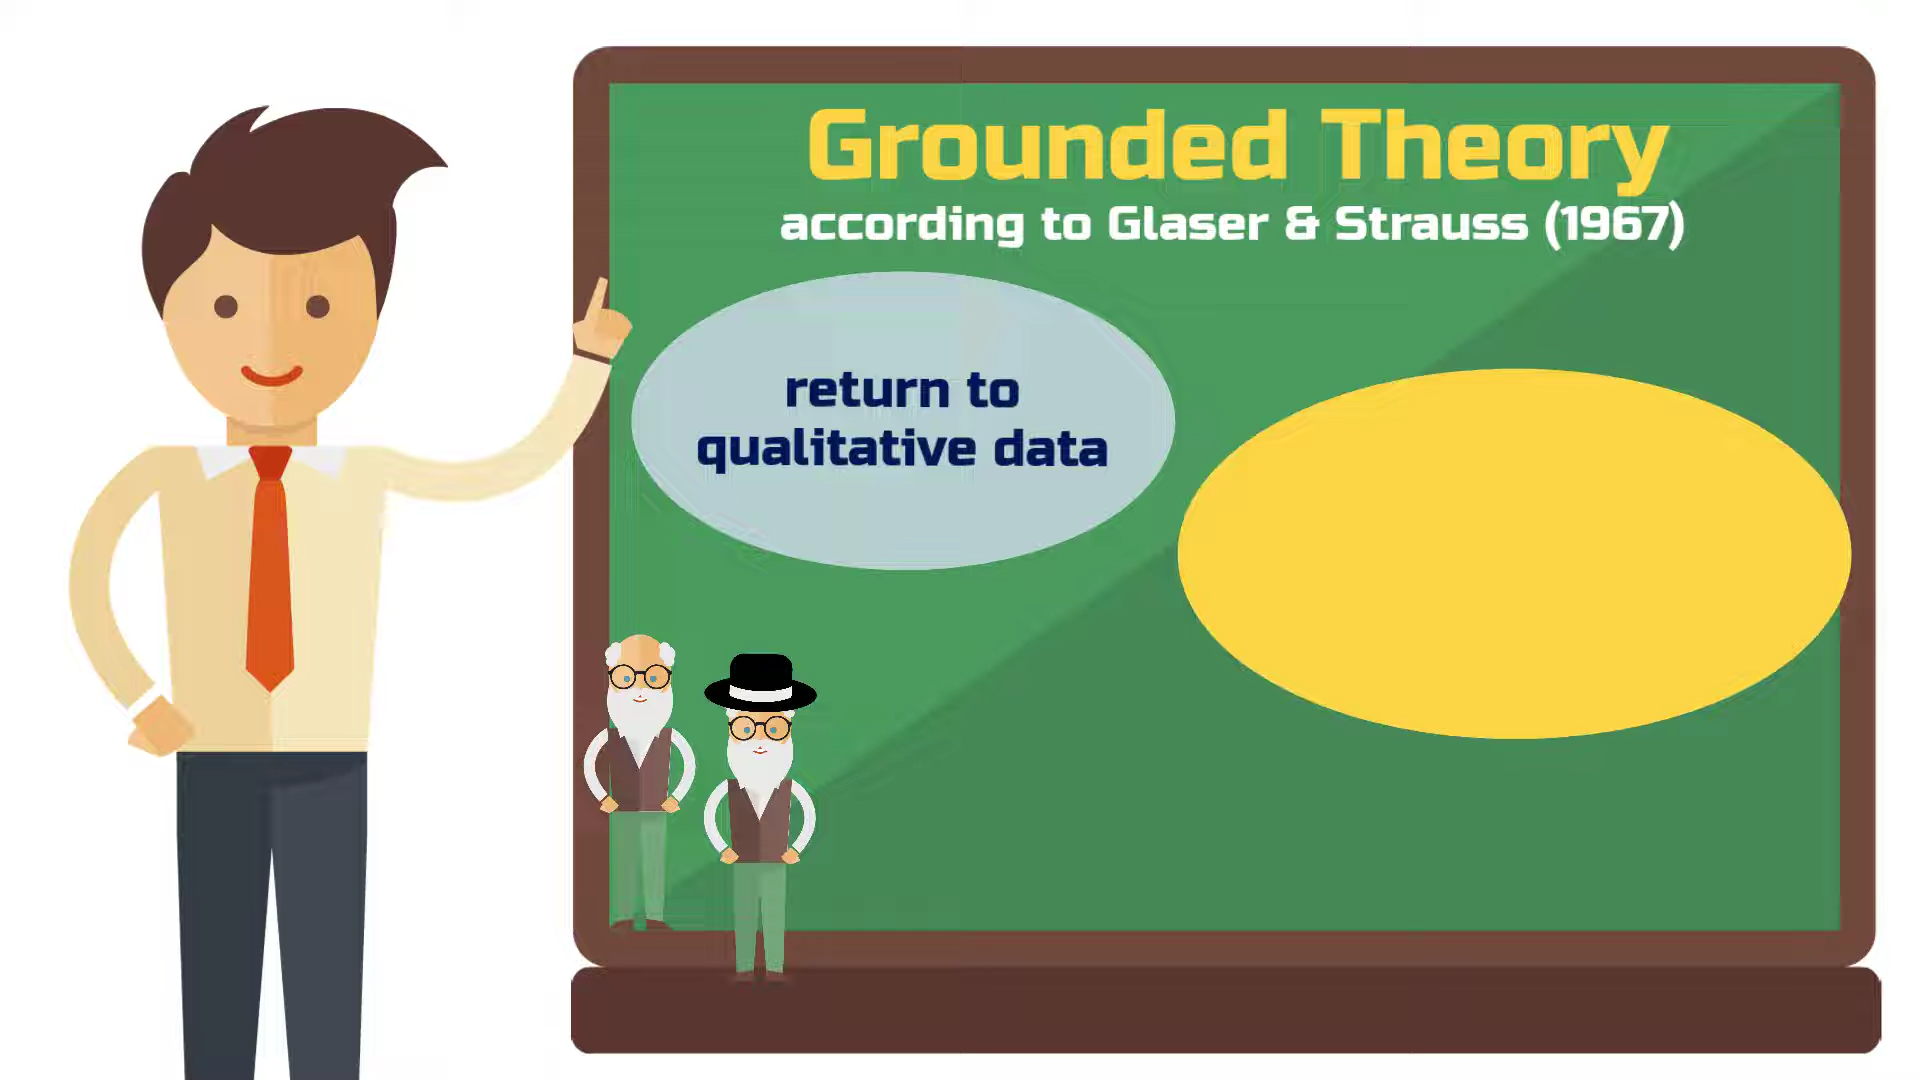 Grounded Theory
according to Glaser & Strauss (1967)
return to
qualitative data